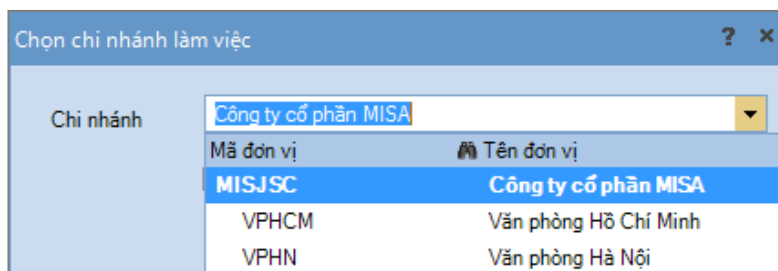 Chọn chi nhánh làm việc ? ×
Chi nhánh Công ty cổ phần MISA
Mã đơn vị Tên đơn vị
MISJSC Công ty cổ phần MISA
VPHCM Văn phòng Hồ Chí Minh
VPHN Văn phòng Hà Nội